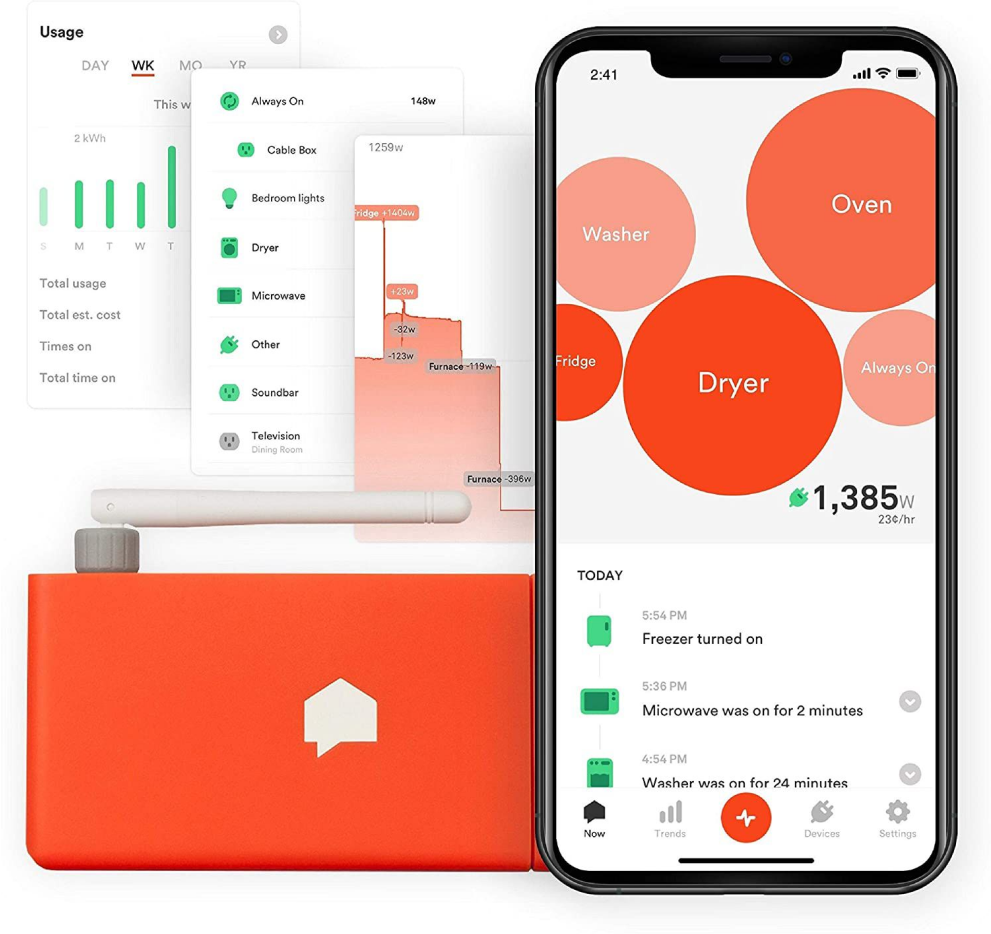 Usage
DAY WK MO YR
This w
2 kWh
S M T W T
Total usage
Total est. cost
Times on
Total time on
Always On 148w
Cable Box
Bedroom lights
Dryer
Microwave
Other
Soundbar
Television
Dining Room
1259w
Fridge +1404w
+23w
-32w
-123w
Furnace -119w
Furnace -396w
2:41
Oven
Washer
Fridge
Dryer
Always On
1,385w
23¢/hr
TODAY
5:54 PM
Freezer turned on
5:36 PM
Microwave was on for 2 minutes
4:54 PM
Washer was on for 24 minutes
Now Trends Devices Settings